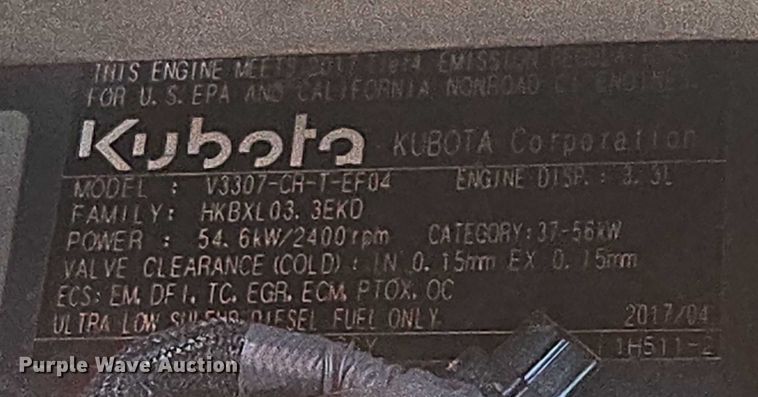 THIS ENGINE MEETS 2017 Tier4 EMISSION REGULATIONS
FOR U.S.EPA AND CALIFORNIA NONROAD CI ENGINES.
Kubota KUBOTA Corporation
MODEL : V3307-CR-T-EF04 ENGINE DISP.: 3.3L
FAMILY: HKBXL03.3EKD
POWER : 54.6kW/2400rpm CATEGORY:37-56kW
VALVE CLEARANCE(COLD): IN 0.15mm EX 0.15mm
ECS: EM, DFI, TC, EGR, ECM, PTOX, OC
ULTRA LOW SULFUR DIESEL FUEL ONLY. 2017/04
1H511-2
Purple Wave Auction